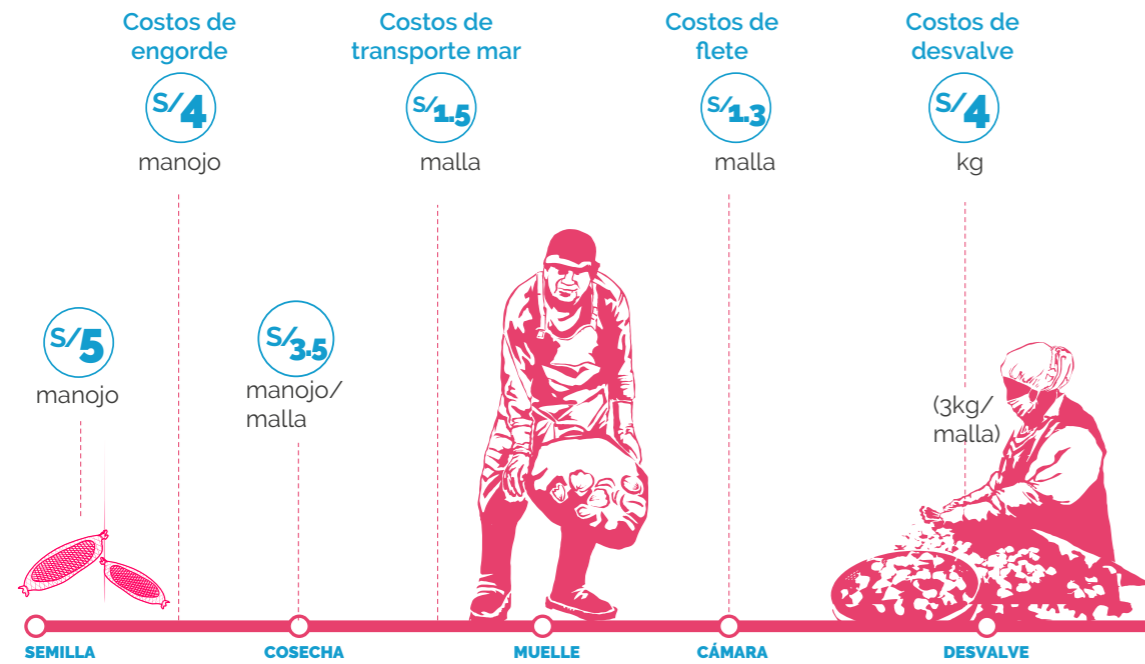 Costos de
engorde
S/4
manojo
Costos de
transporte mar
S/1.5
malla
Costos de
flete
S/1.3
malla
Costos de
desvalve
S/4
kg
S/5
manojo
S/3.5
manojo/
malla
(3kg/
malla)
SEMILLA
COSECHA
MUELLE
CÁMARA
DESVALVE